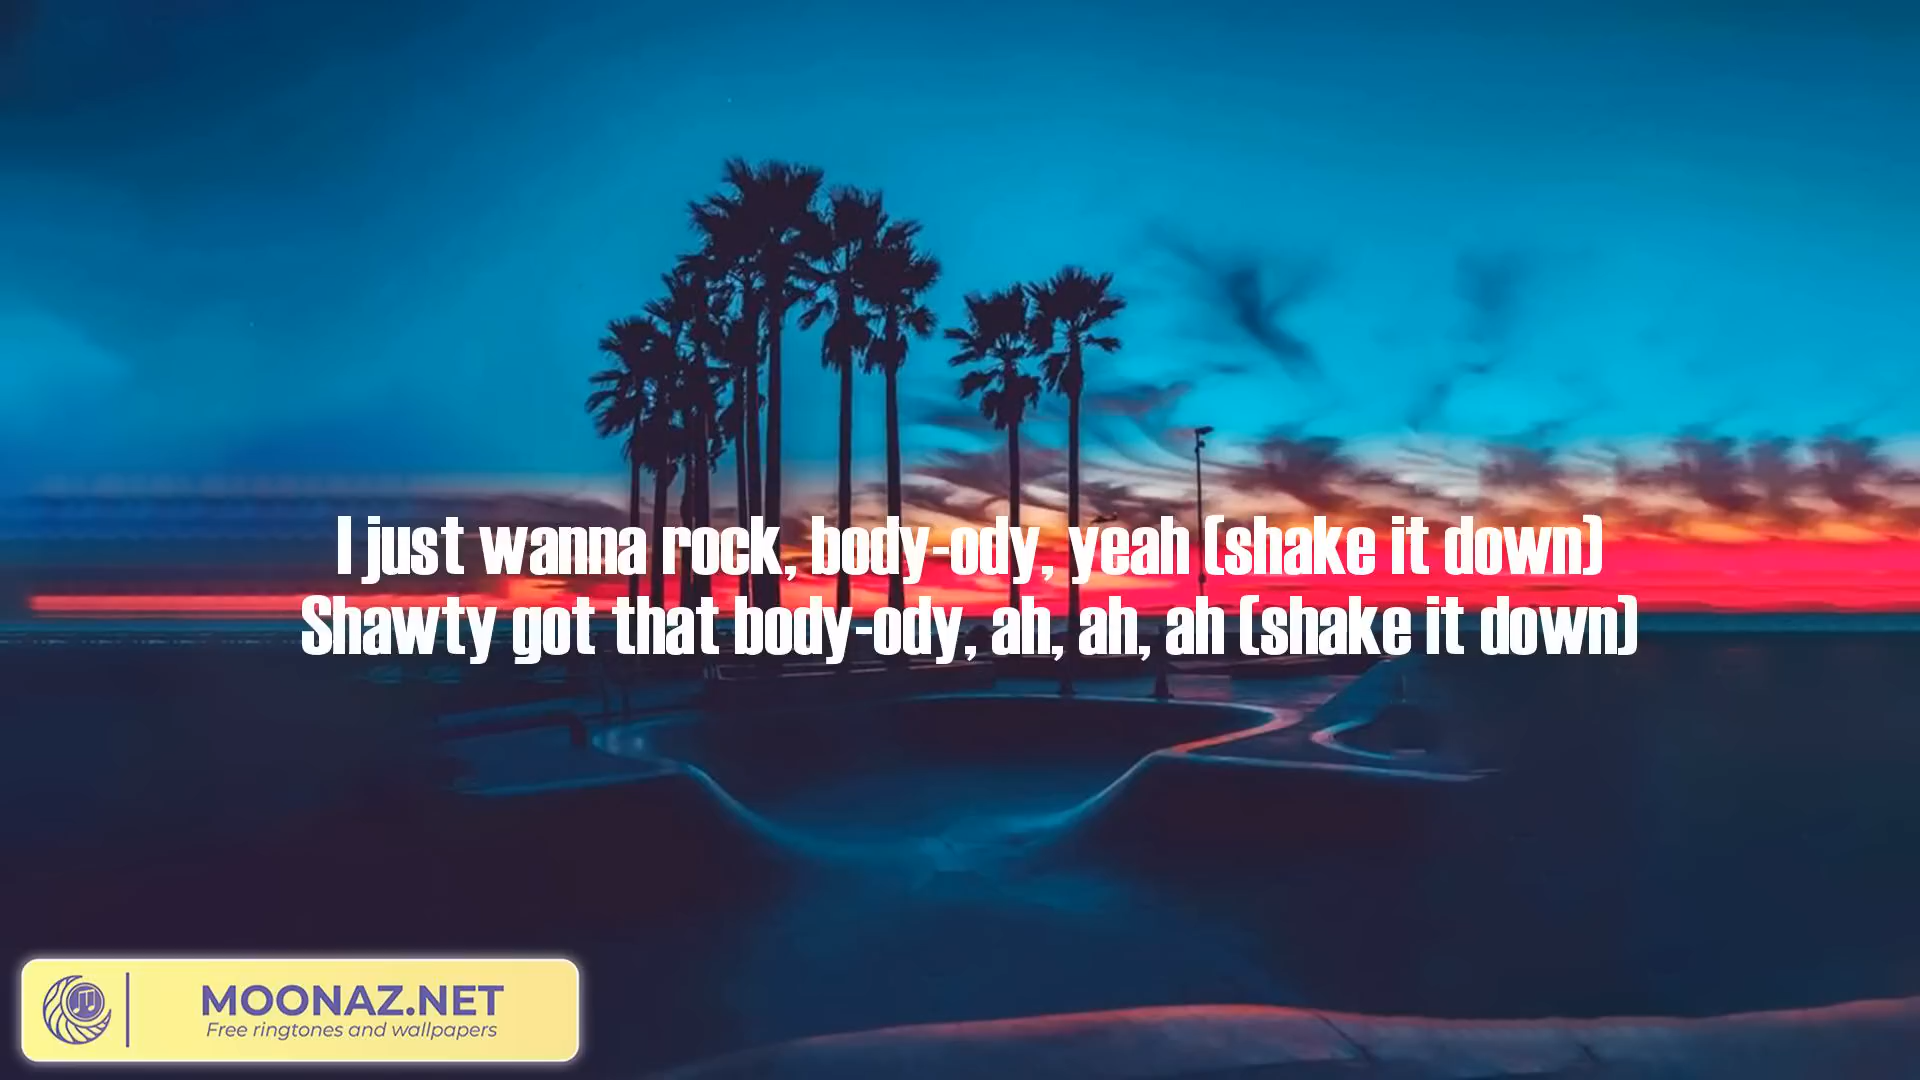 I just wanna rock, body-ody, yeah (shake it down)
Shawty got that body-ody, ah, ah, ah (shake it down)
MOONAZ.NET
Free ringtones and wallpapers